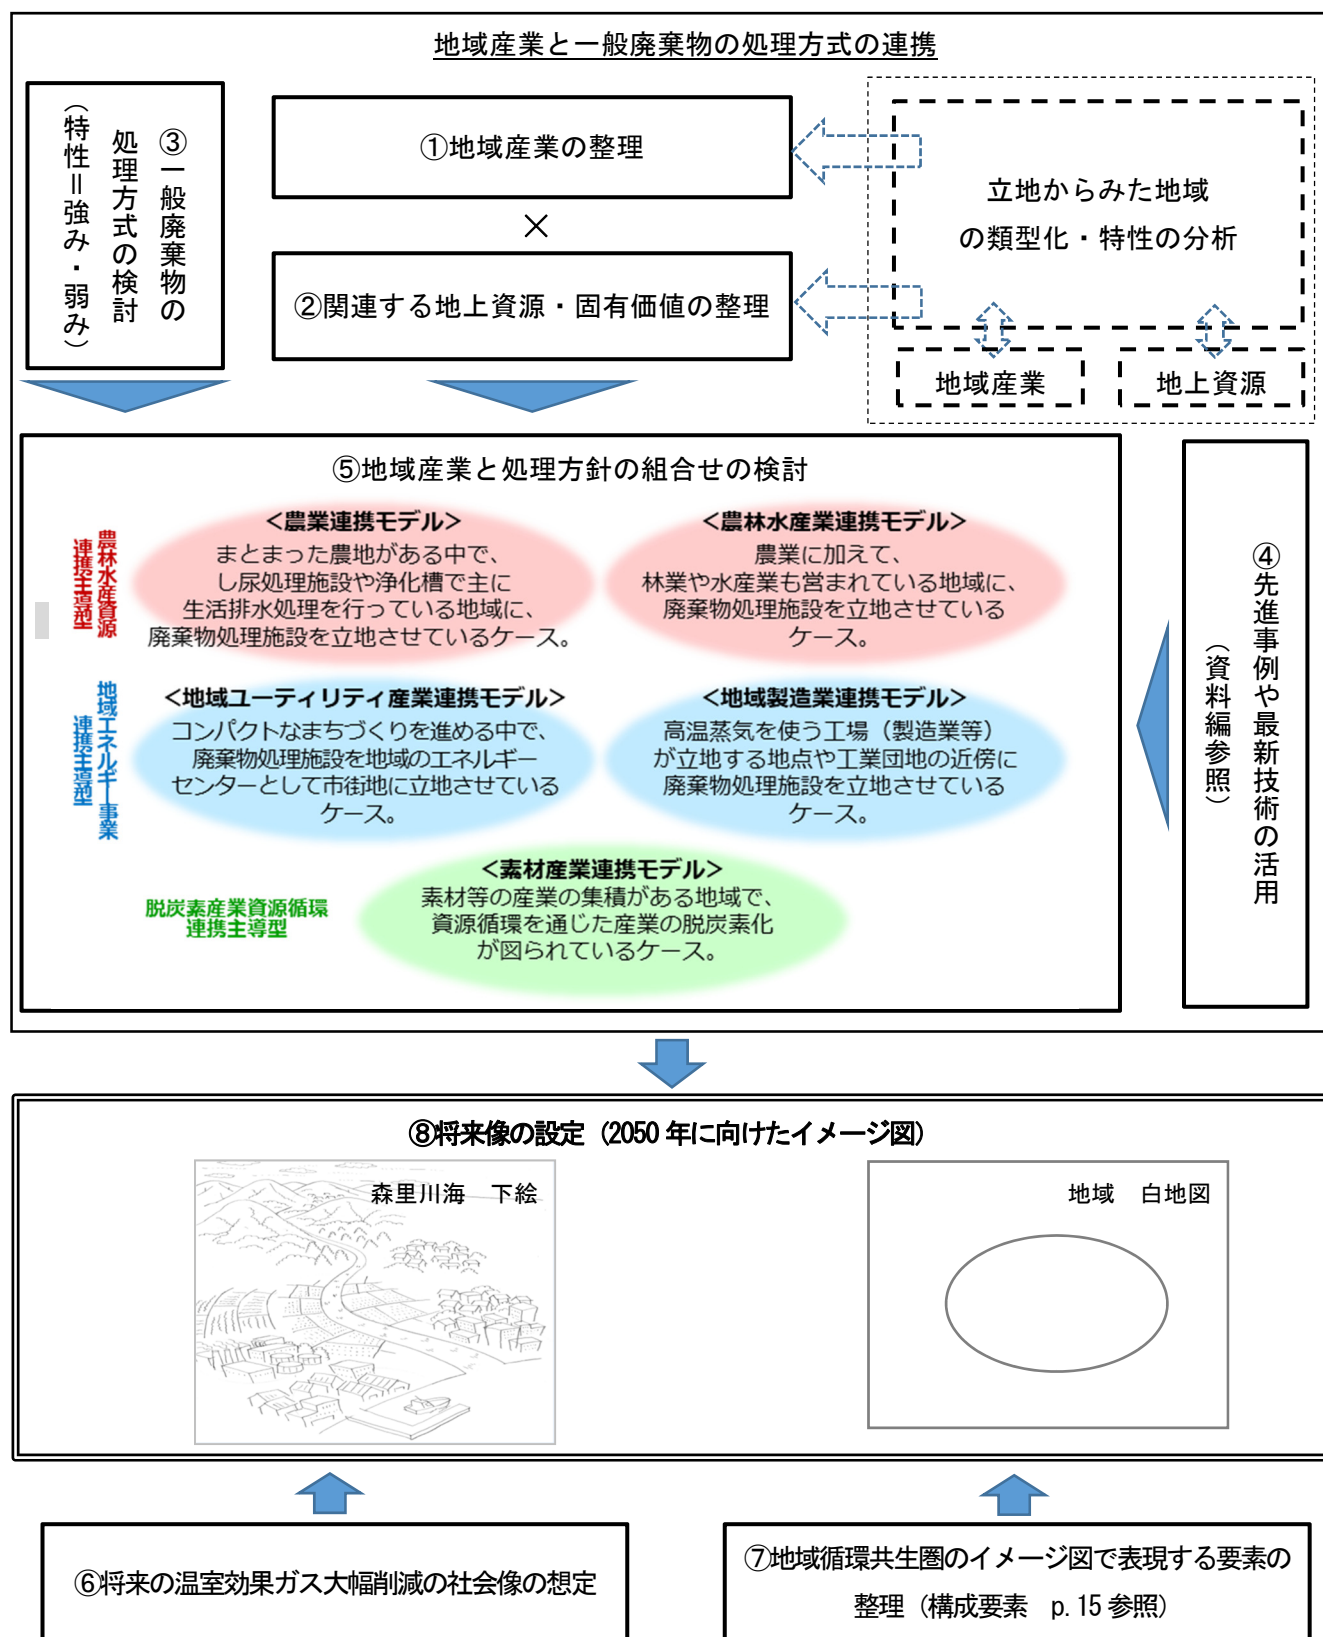 地域産業と一般廃棄物の処理方式の連携
③一般廃棄物の
処理方式の検討
（特性＝強み・弱み）
①地域産業の整理
×
②関連する地上資源・固有価値の整理
立地からみた地域
の類型化・特性の分析
地域産業
地上資源
⑤地域産業と処理方針の組合せの検討
農林水産資源
連携主導型
＜農業連携モデル＞
まとまった農地がある中で、
し尿処理施設や浄化槽で主に
生活排水処理を行っている地域に、
廃棄物処理施設を立地させているケース。
＜農林水産業連携モデル＞
農業に加えて、
林業や水産業も営まれている地域に、
廃棄物処理施設を立地させている
ケース。
地域エネルギー事業
連携主導型
＜地域ユーティリティ産業連携モデル＞
コンパクトなまちづくりを進める中で、
廃棄物処理施設を地域のエネルギー
センターとして市街地に立地させている
ケース。
＜地域製造業連携モデル＞
高温蒸気を使う工場（製造業等）
が立地する地点や工業団地の近傍に
廃棄物処理施設を立地させている
ケース。
脱炭素産業資源循環
連携主導型
＜素材産業連携モデル＞
素材等の産業の集積がある地域で、
資源循環を通じた産業の脱炭素化
が図られているケース。
④先進事例や最新技術の活用
（資料編参照）
⑧将来像の設定（2050年に向けたイメージ図）
森里川海　下絵
地域　白地図
⑥将来の温室効果ガス大幅削減の社会像の想定
⑦地域循環共生圏のイメージ図で表現する要素の
整理（構成要素　p.15参照）